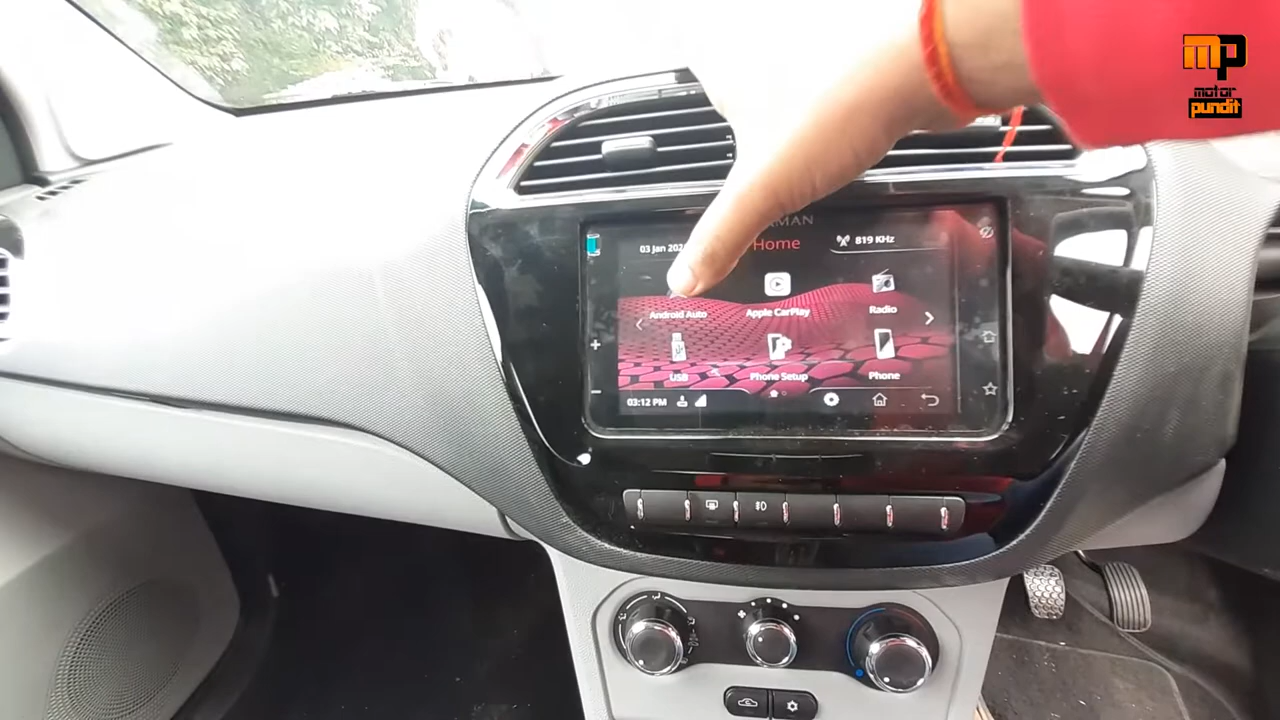 mp
motor
pundit
03 Jan 202
Home
819 KHz
Android Auto
Apple CarPlay
Radio
USB
Phone Setup
Phone
03:12 PM